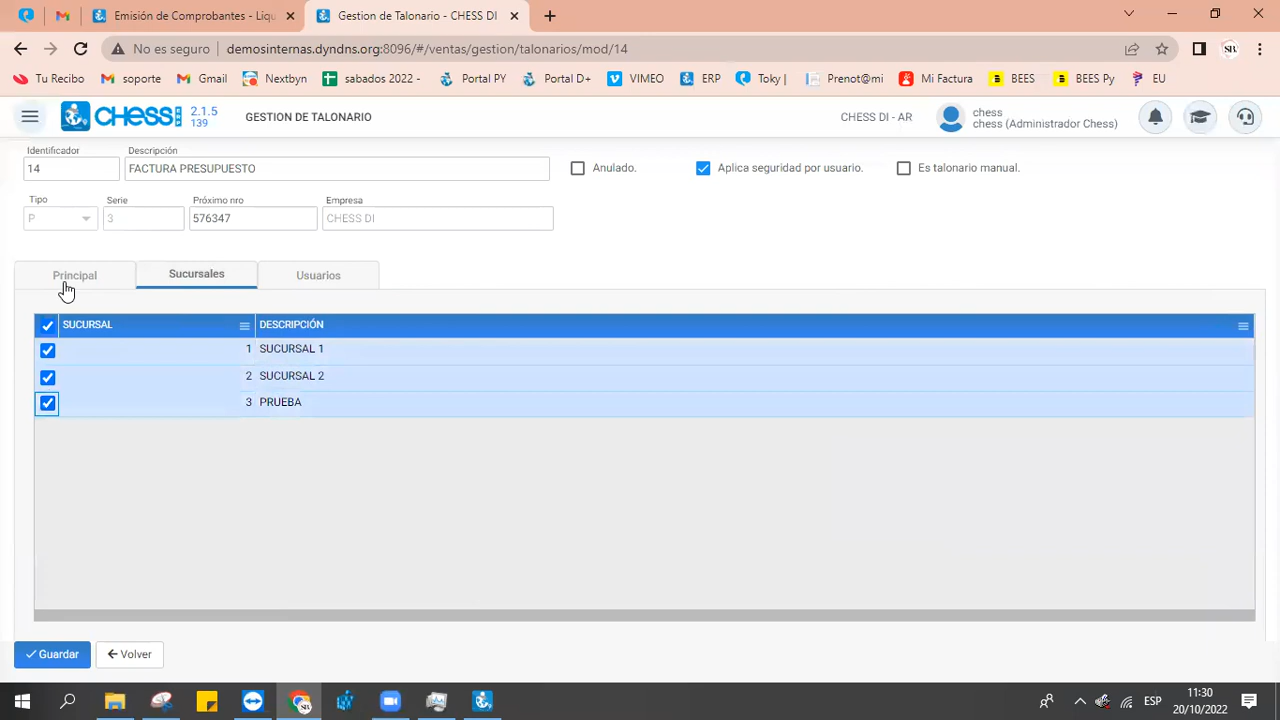 Emisión de Comprobantes - Liqu
Gestion de Talonario - CHESS DI
No es seguro
demosinternas.dyndns.org:8096/#/ventas/gestion/talonarios/mod/14
Tu Recibo
soporte
Gmail
Nextbyn
sabados 2022 -
Portal PY
Portal D+
VIMEO
ERP
Toky |
Prenot@mi
Mi Factura
BEES
BEES Py
EU
CHESS
2.1.5
139
GESTION DE TALONARIO
CHESS DI - AR
chess
chess (Administrador Chess)
Identificador
Descripción
14
FACTURA PRESUPUESTO
Anulado.
Aplica seguridad por usuario.
Es talonario manual.
Tipo
Serie
Próximo nro
Empresa
P
3
576347
CHESS DI
Principal
Sucursales
Usuarios
SUCURSAL
DESCRIPCIÓN
1 SUCURSAL 1
2 SUCURSAL 2
3 PRUEBA
Guardar
Volver
ESP
11:30
20/10/2022